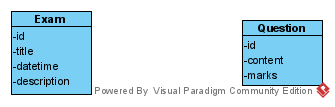 Exam
-id
-title
-datetime
-description
Question
-id
-content
-marks
Powered By Visual Paradigm Community Edition